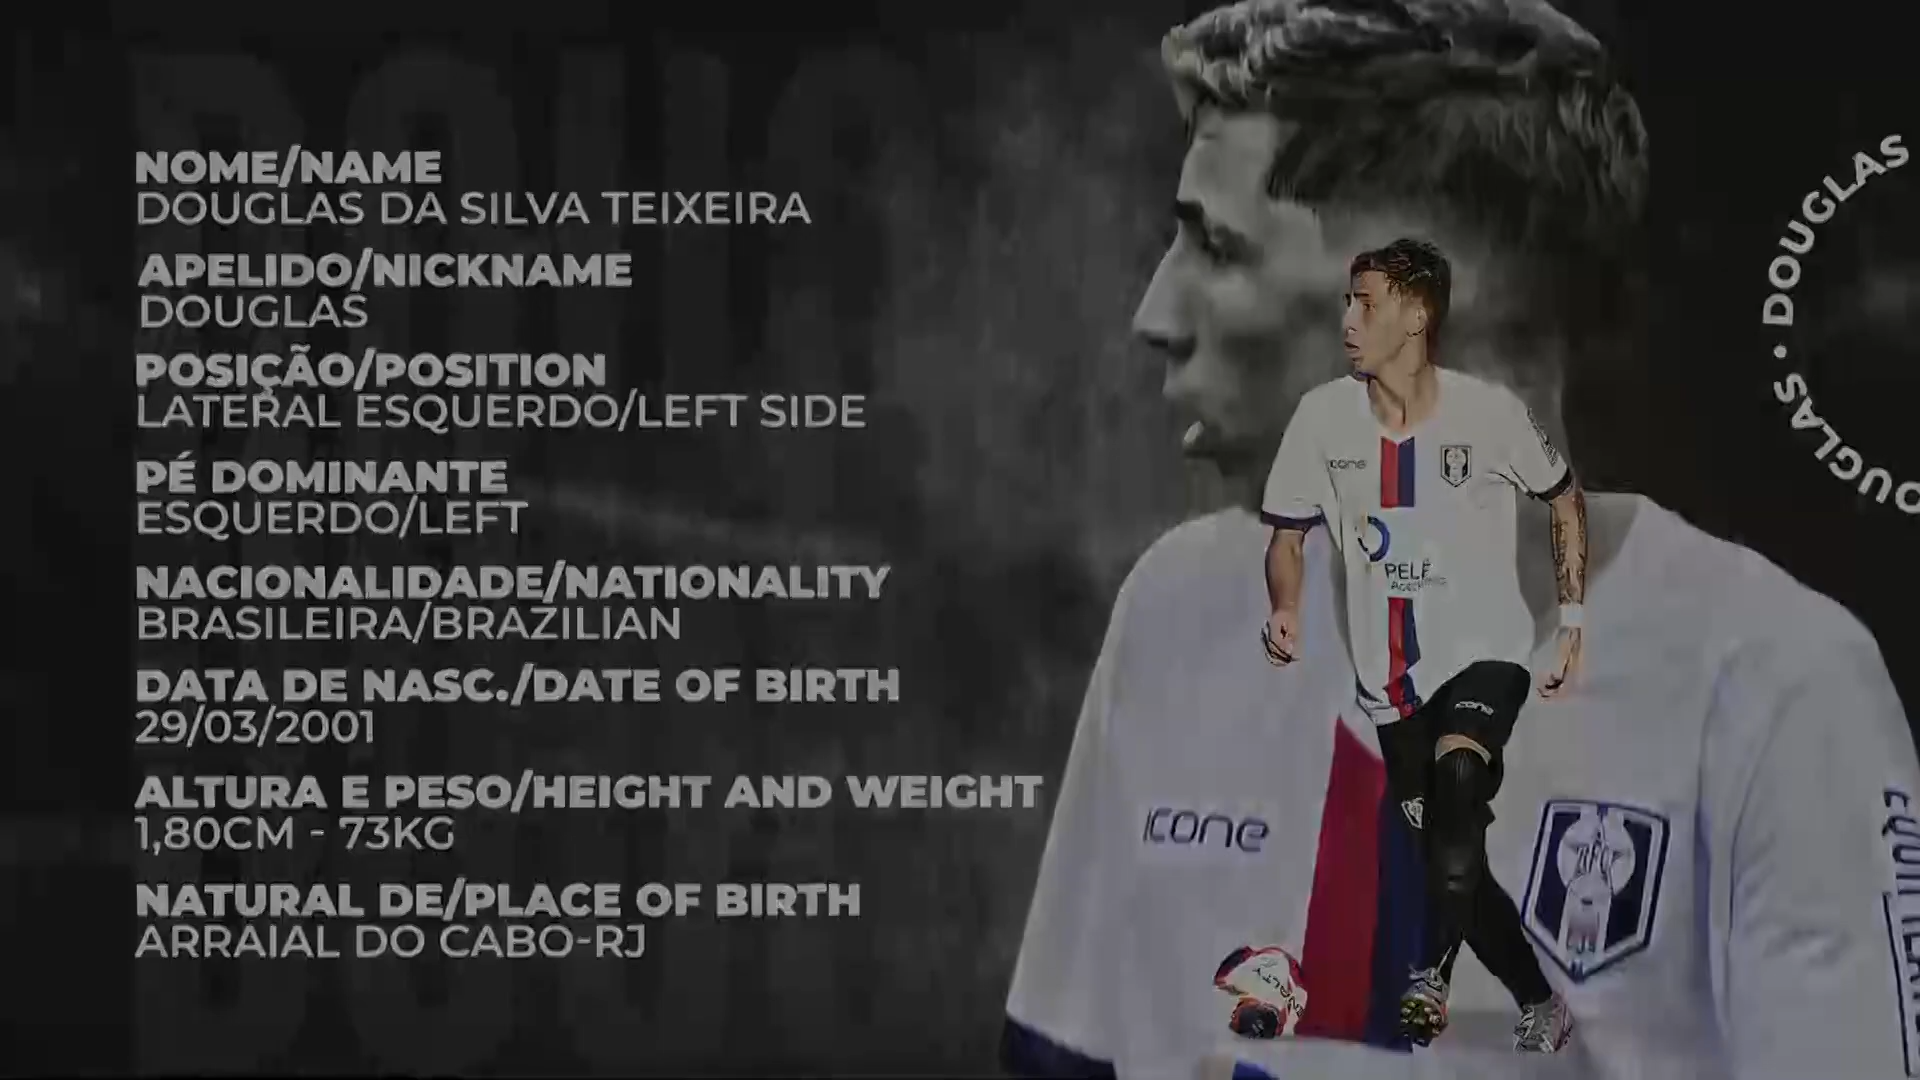 NOME/NAME
DOUGLAS DA SILVA TEIXEIRA
APELIDO/NICKNAME
DOUGLAS
POSIÇÃO/POSITION
LATERAL ESQUERDO/LEFT SIDE
PÉ DOMINANTE
ESQUERDO/LEFT
NACIONALIDADE/NATIONALITY
BRASILEIRA/BRAZILIAN
DATA DE NASC./DATE OF BIRTH
29/03/2001
ALTURA E PESO/HEIGHT AND WEIGHT
1,80CM - 73KG
NATURAL DE/PLACE OF BIRTH
ARRAIAL DO CABO-RJ
DOUGLAS • DOUGLAS
icone
PELÉ
icone
icone
PENALTY